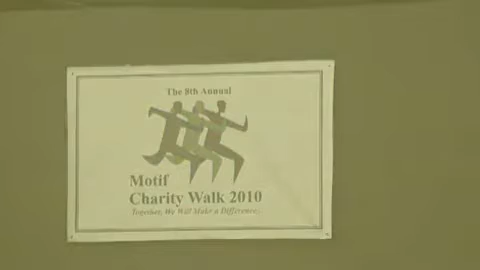 The 9th Annual
Motif
Charity Walk 2010
Together, We Will Make a Difference.